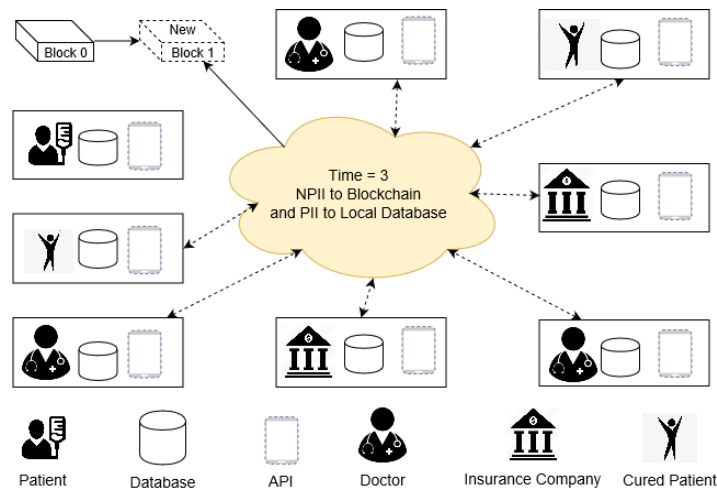 New
Block 0
Block 1
Time = 3
NPII to Blockchain
and PII to Local Database
Patient
Database
API
Doctor
Insurance Company
Cured Patient